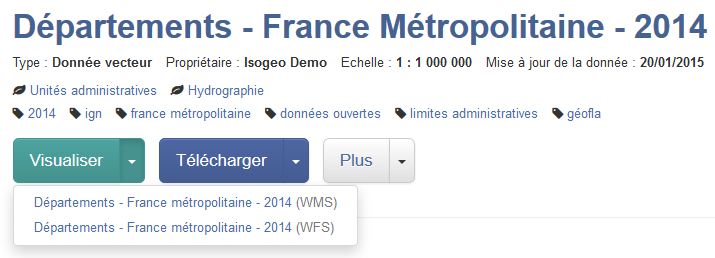 Départements - France Métropolitaine - 2014
Type : Donnée vecteur Propriétaire : Isogeo Demo Echelle : 1 : 1 000 000 Mise à jour de la donnée : 20/01/2015
Unités administratives Hydrographie
2014 ign france métropolitaine données ouvertes limites administratives géofla
Visualiser Télécharger Plus
Départements - France métropolitaine - 2014 (WMS)
Départements - France métropolitaine - 2014 (WFS)